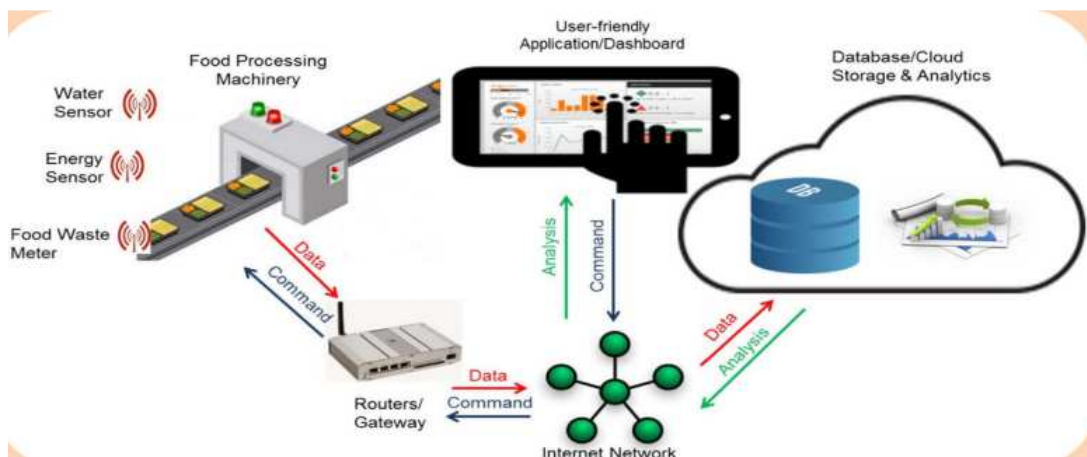 User-friendly
Application/Dashboard
Food Processing
Machinery
Database/Cloud
Storage & Analytics
Water
Sensor
Energy
Sensor
Food Waste
Meter
DB
Data
Command
Analysis
Command
Data
Analysis
Data
Command
Routers/
Gateway
Internet Network